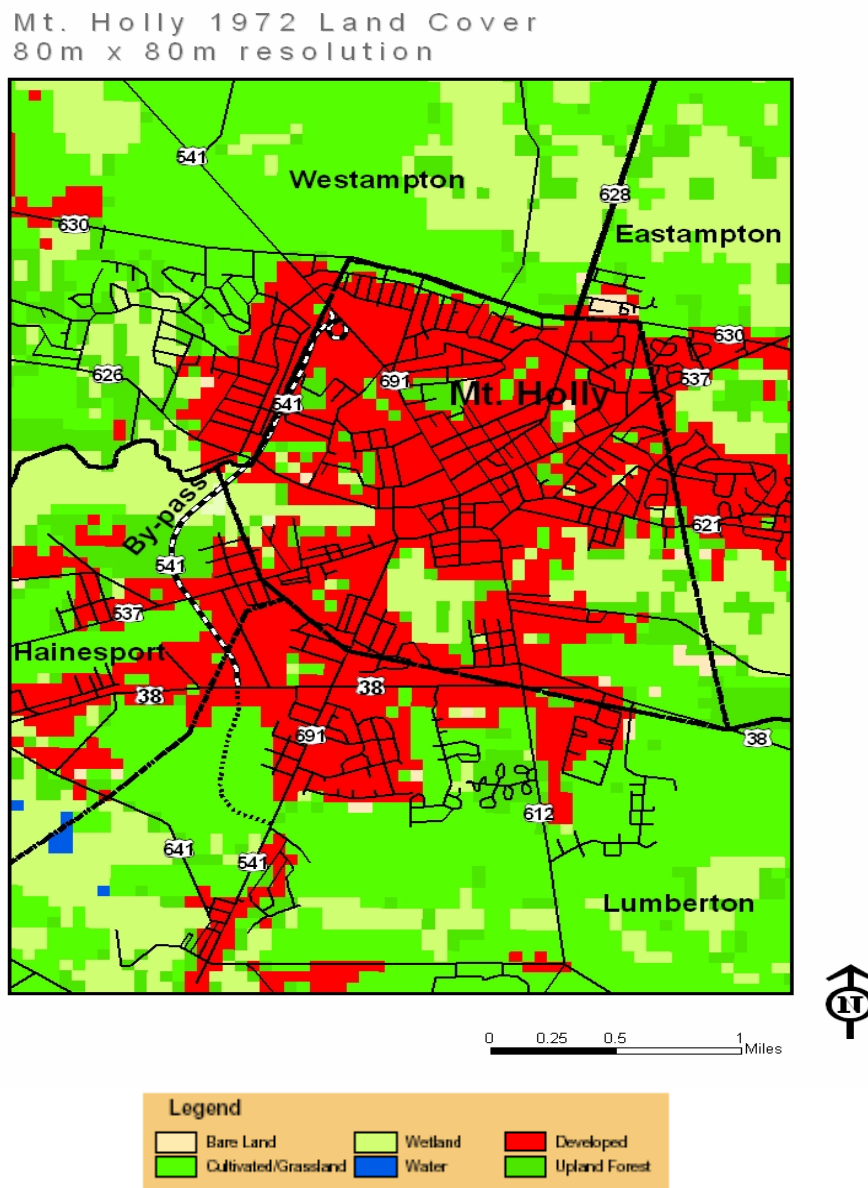 Mt. Holly 1972 Land Cover
80m x 80m resolution
541
Westampton
628
630
Eastampton
630
626
691
537
Mt. Holly
541
By-pass
621
541
537
Hainesport
38
38
691
38
612
641
541
Lumberton
N
0 0.25 0.5 1
Miles
Legend
Bare Land Wetland Developed
Cultivated/Grassland Water Upland Forest